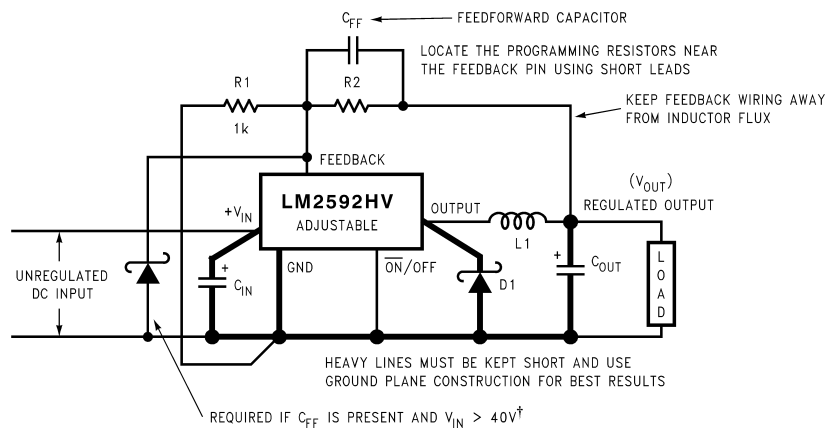 C_FF
FEEDFORWARD CAPACITOR
LOCATE THE PROGRAMMING RESISTORS NEAR
THE FEEDBACK PIN USING SHORT LEADS
R1
R2
1k
KEEP FEEDBACK WIRING AWAY
FROM INDUCTOR FLUX
FEEDBACK
LM2592HV
ADJUSTABLE
+V_IN
OUTPUT
(V_OUT)
REGULATED OUTPUT
L1
UNREGULATED
DC INPUT
+
C_IN
GND
O̅N̅/OFF
D1
+
C_OUT
LOAD
HEAVY LINES MUST BE KEPT SHORT AND USE
GROUND PLANE CONSTRUCTION FOR BEST RESULTS
REQUIRED IF C_FF IS PRESENT AND V_IN > 40V†